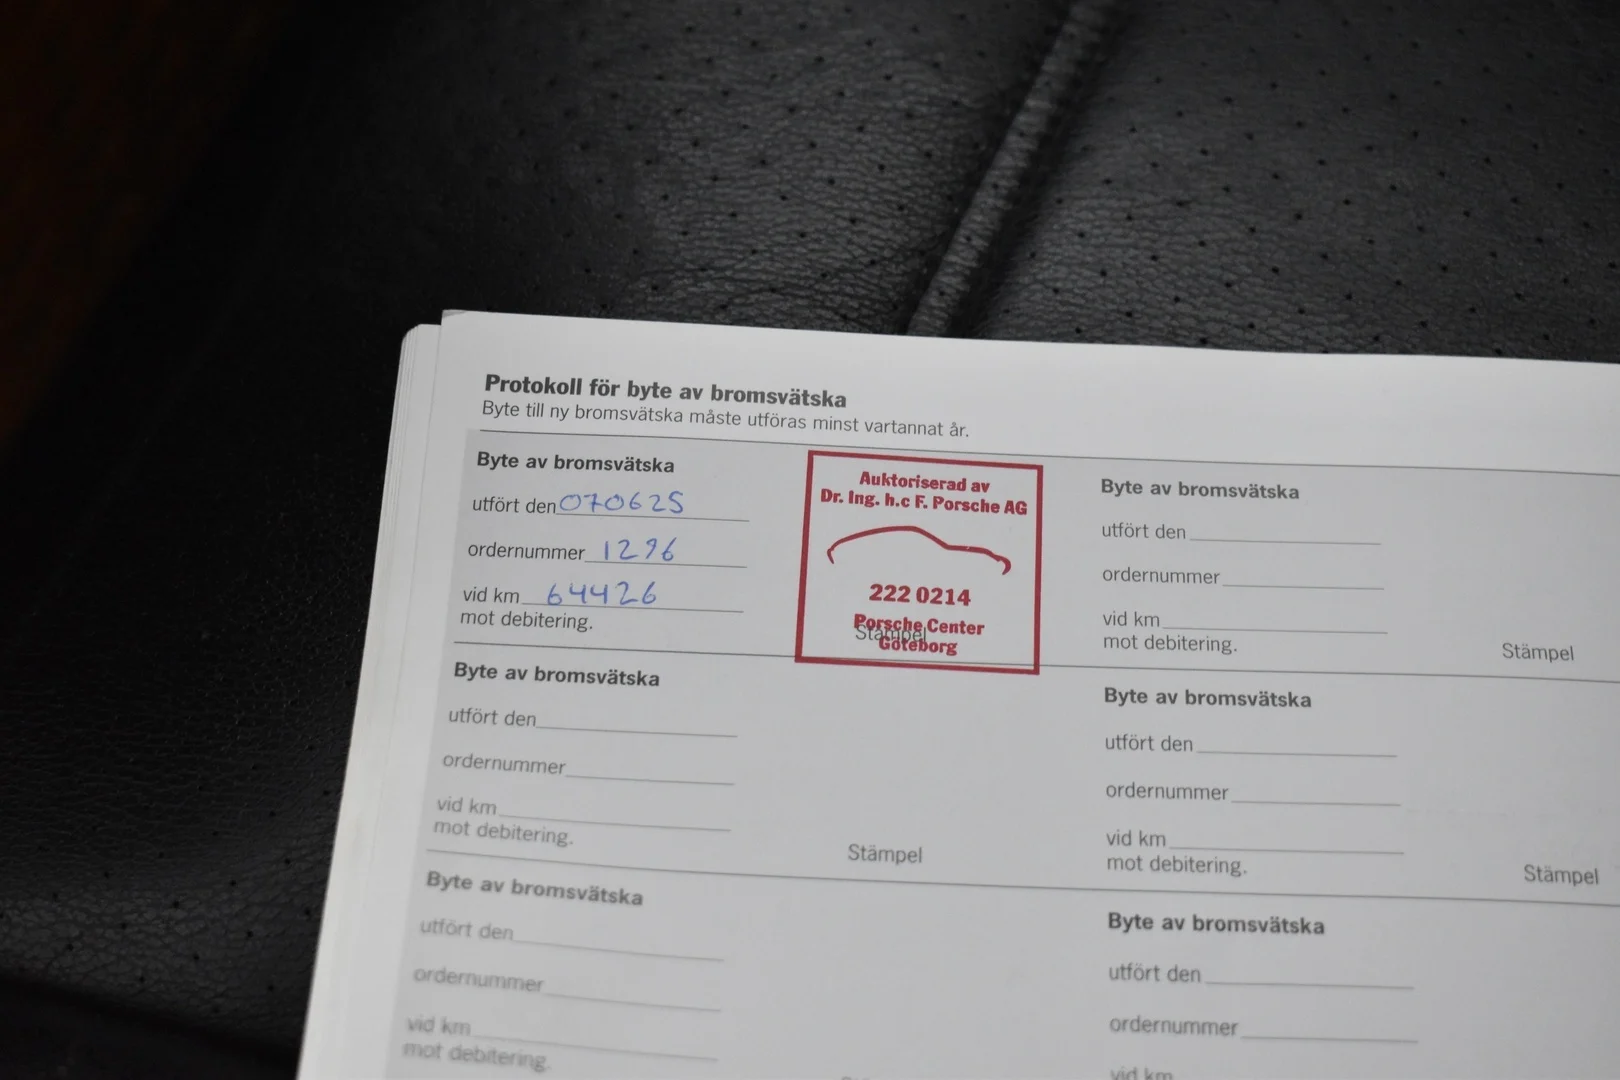 Protokoll för byte av bromsvätska
Byte till ny bromsvätska måste utföras minst vartannat år.
Byte av bromsvätska
utfört den 070625
ordernummer 1296
vid km 64426
mot debitering.
Auktoriserad av
Dr. Ing. h.c F. Porsche AG
222 0214
Porsche Center
Göteborg
Stämpel
Byte av bromsvätska
utfört den
ordernummer
vid km
mot debitering.
Stämpel
Byte av bromsvätska
utfört den
ordernummer
vid km
mot debitering.
Stämpel
Byte av bromsvätska
utfört den
ordernummer
vid km
mot debitering.
Stämpel
Byte av bromsvätska
utfört den
ordernummer
vid km
mot debitering.
Byte av bromsvätska
utfört den
ordernummer
vid km